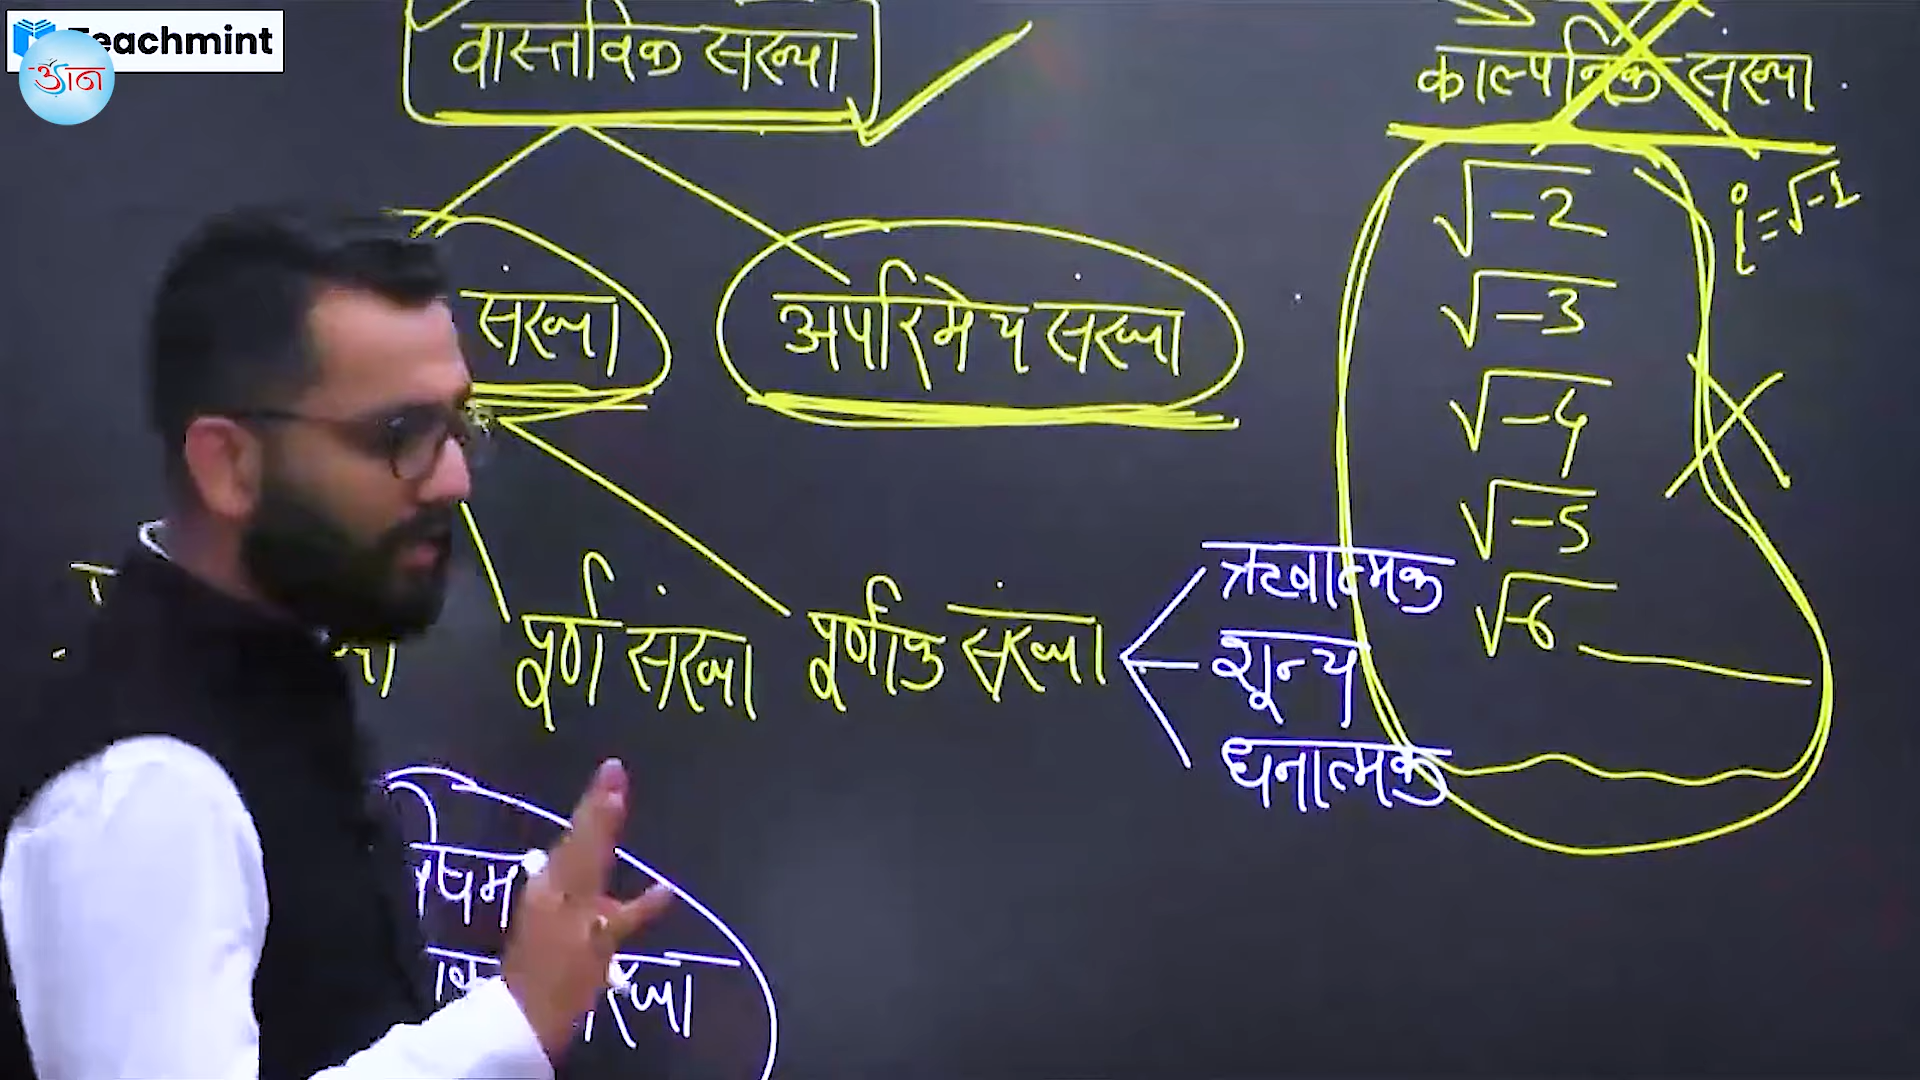 Teachmint
ज्ञान
वास्तविक संख्या
काल्पनिक संख्या
√-2
i=√-1
√-3
संख्या
अपरिमेय संख्या
√-4
√-5
√-6
पूर्ण संख्या
पूर्णांक संख्या
ऋणात्मक
शून्य
धनात्मक